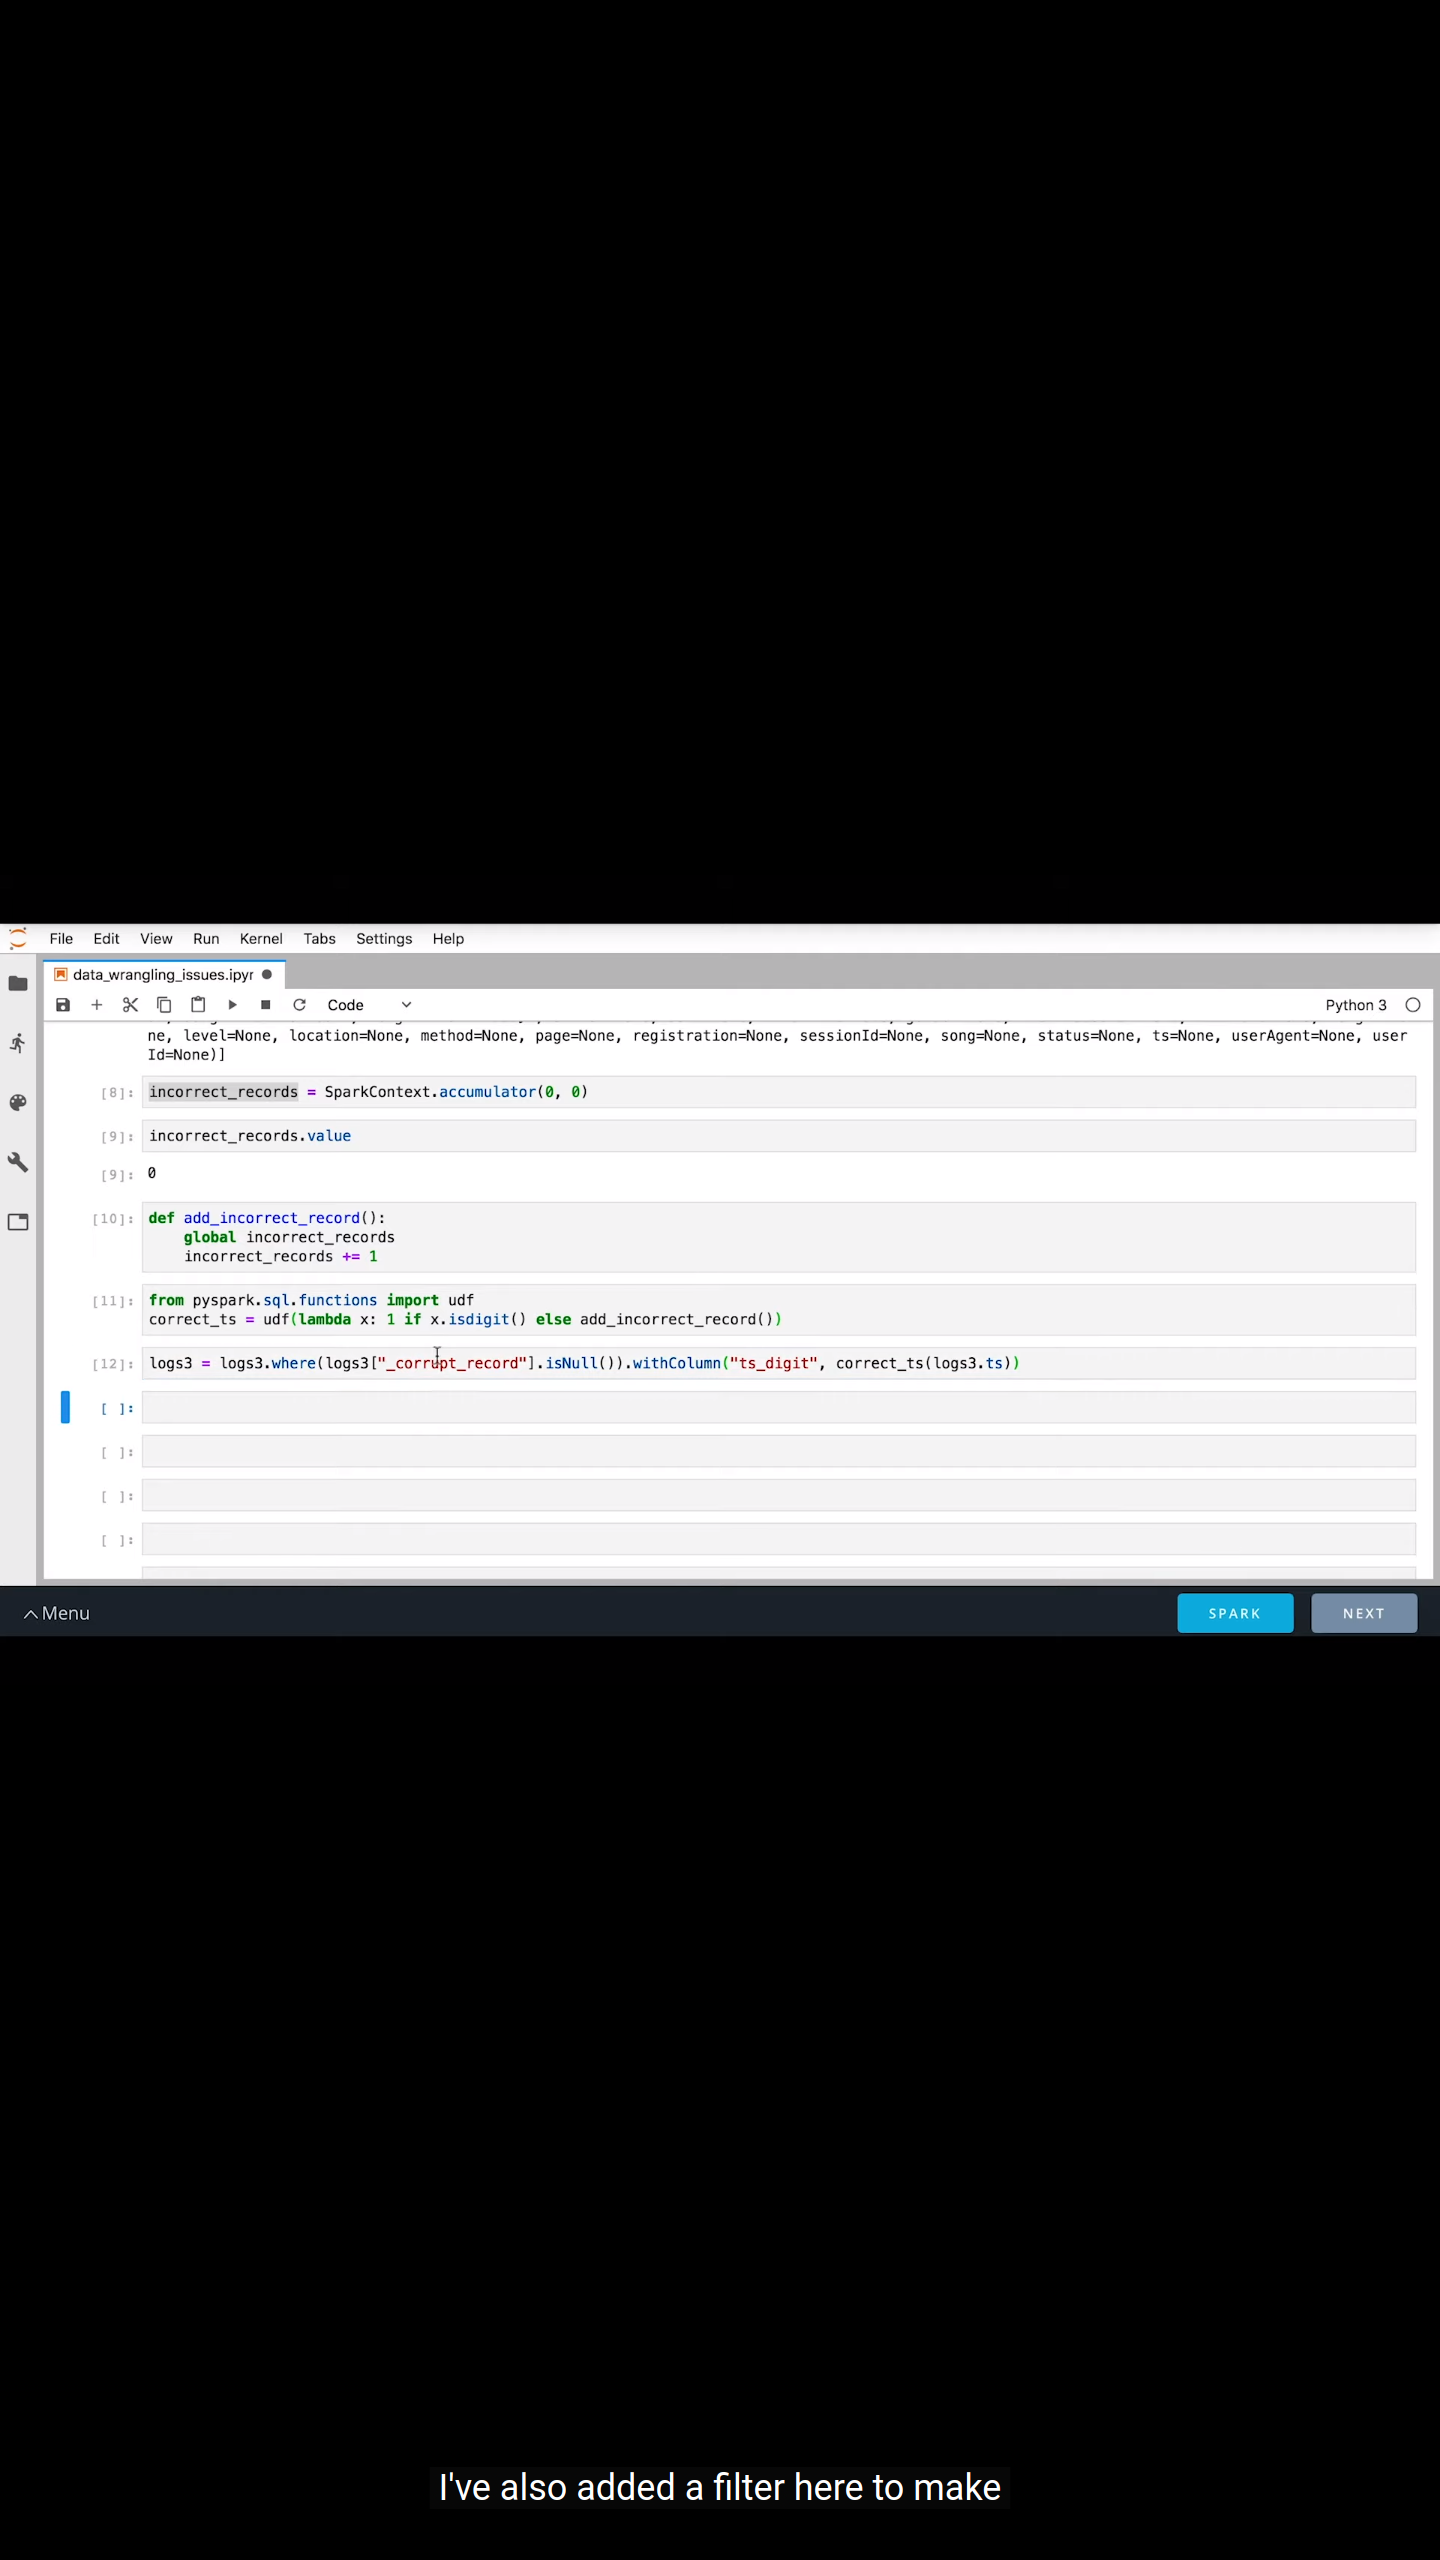 File Edit View Run Kernel Tabs Settings Help
data_wrangling_issues.ipyr
Code
Python 3
ne, level=None, location=None, method=None, page=None, registration=None, sessionId=None, song=None, status=None, ts=None, userAgent=None, user
Id=None)]
[8]: incorrect_records = SparkContext.accumulator(0, 0)
[9]: incorrect_records.value
[9]: 0
[10]: def add_incorrect_record():
global incorrect_records
incorrect_records += 1
[11]: from pyspark.sql.functions import udf
correct_ts = udf(lambda x: 1 if x.isdigit() else add_incorrect_record())
[12]: logs3 = logs3.where(logs3["_corrupt_record"].isNull()).withColumn("ts_digit", correct_ts(logs3.ts))
[ ]:
[ ]:
[ ]:
[ ]:
Menu
SPARK
NEXT
I've also added a filter here to make